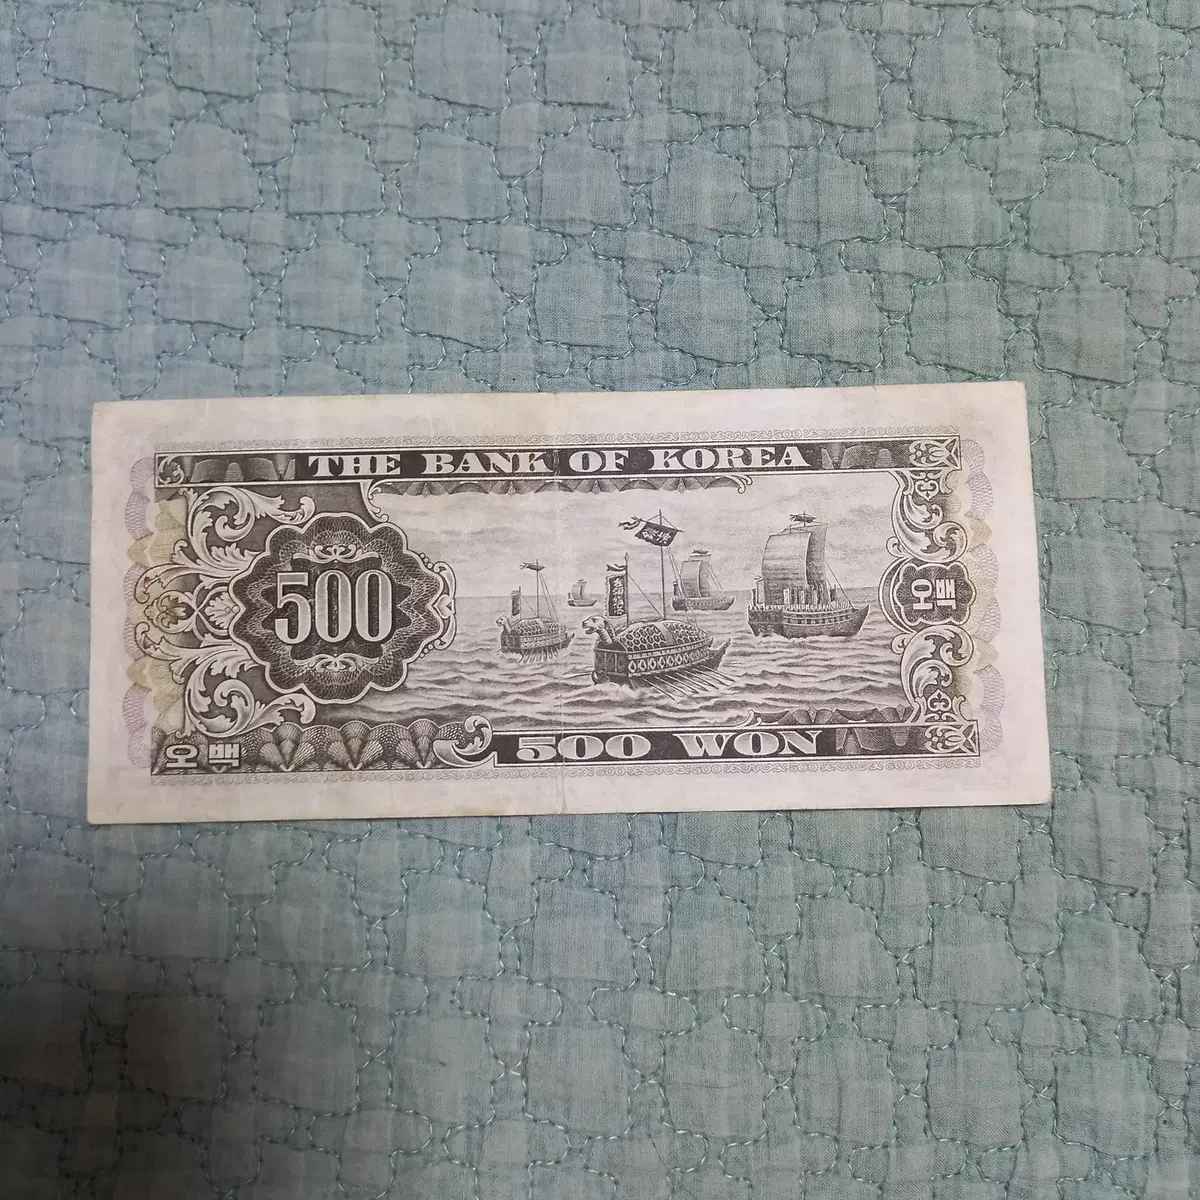 THE BANK OF KOREA
500
오백
오백
500 WON